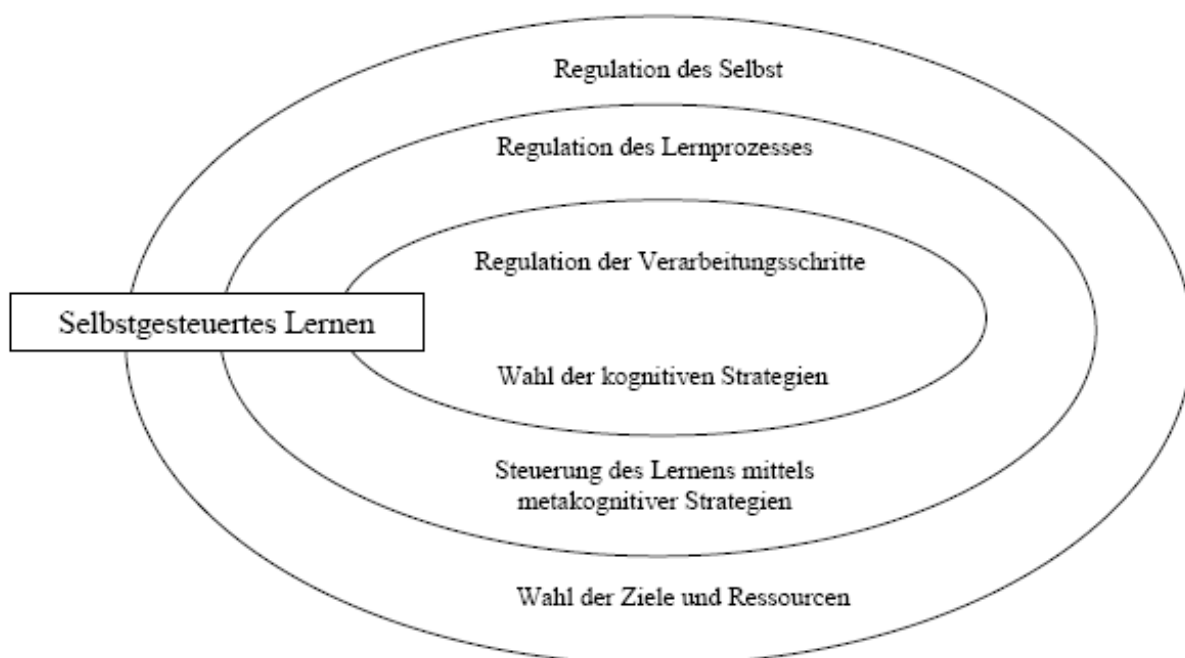 Regulation des Selbst
Regulation des Lernprozesses
Regulation der Verarbeitungsschritte
Selbstgesteuertes Lernen
Wahl der kognitiven Strategien
Steuerung des Lernens mittels
metakognitiver Strategien
Wahl der Ziele und Ressourcen